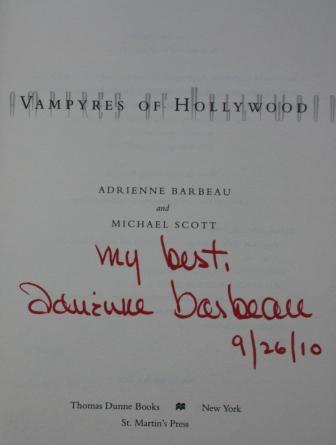 VAMPYRES OF HOLLYWOOD
ADRIENNE BARBEAU
and
MICHAEL SCOTT
My best,
Adrienne Barbeau
9/26/10
Thomas Dunne Books New York
St. Martin's Press